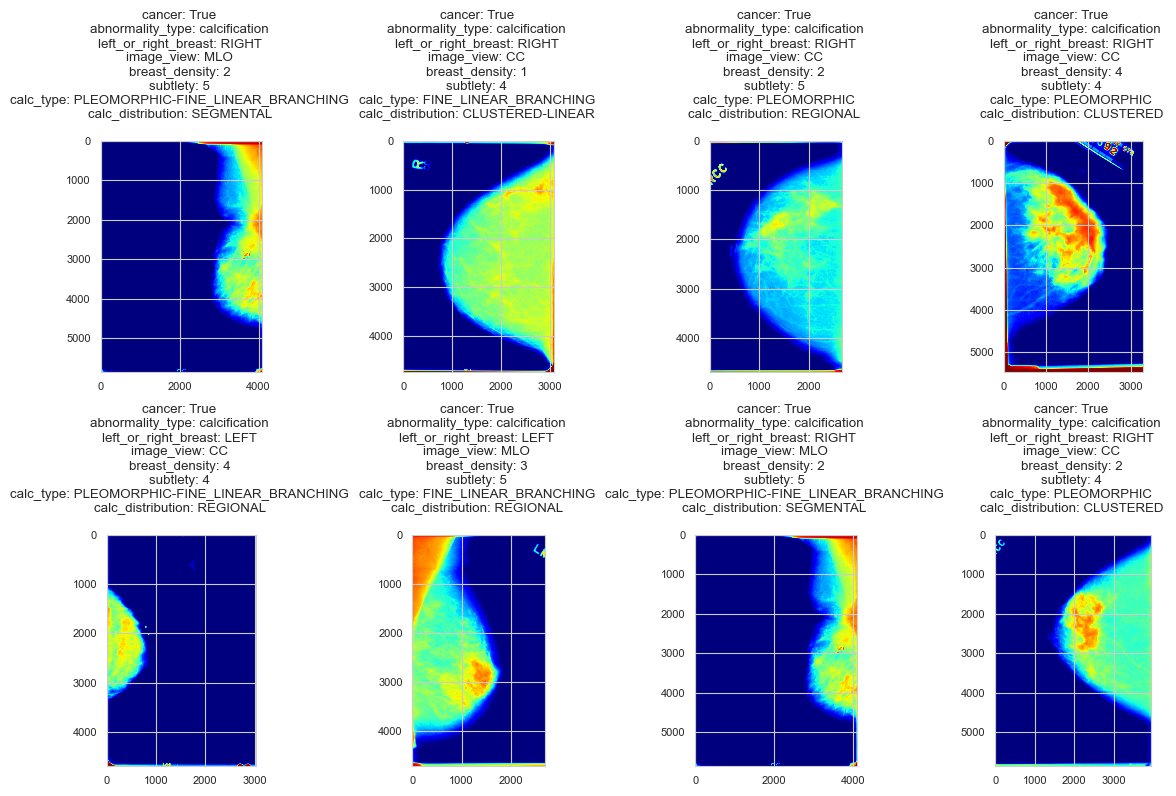 cancer: True
abnormality_type: calcification
left_or_right_breast: RIGHT
image_view: MLO
breast_density: 2
subtlety: 5
calc_type: PLEOMORPHIC-FINE_LINEAR_BRANCHING
calc_distribution: SEGMENTAL
0
1000
2000
3000
4000
5000
0 2000 4000
cancer: True
abnormality_type: calcification
left_or_right_breast: RIGHT
image_view: CC
breast_density: 1
subtlety: 4
calc_type: FINE_LINEAR_BRANCHING
calc_distribution: CLUSTERED-LINEAR
0
R
1000
2000
3000
4000
0 1000 2000 3000
cancer: True
abnormality_type: calcification
left_or_right_breast: RIGHT
image_view: CC
breast_density: 2
subtlety: 5
calc_type: PLEOMORPHIC
calc_distribution: REGIONAL
0
RCC
1000
2000
3000
4000
0 1000 2000
cancer: True
abnormality_type: calcification
left_or_right_breast: RIGHT
image_view: CC
breast_density: 4
subtlety: 4
calc_type: PLEOMORPHIC
calc_distribution: CLUSTERED
0
1000
2000
3000
4000
5000
0 1000 2000 3000
cancer: True
abnormality_type: calcification
left_or_right_breast: LEFT
image_view: CC
breast_density: 4
subtlety: 4
calc_type: PLEOMORPHIC-FINE_LINEAR_BRANCHING
calc_distribution: REGIONAL
0
1000
2000
3000
4000
0 1000 2000 3000
cancer: True
abnormality_type: calcification
left_or_right_breast: LEFT
image_view: MLO
breast_density: 3
subtlety: 5
calc_type: FINE_LINEAR_BRANCHING
calc_distribution: REGIONAL
0
1000
2000
3000
4000
0 1000 2000
cancer: True
abnormality_type: calcification
left_or_right_breast: RIGHT
image_view: MLO
breast_density: 2
subtlety: 5
calc_type: PLEOMORPHIC-FINE_LINEAR_BRANCHING
calc_distribution: SEGMENTAL
0
1000
2000
3000
4000
5000
0 2000 4000
cancer: True
abnormality_type: calcification
left_or_right_breast: RIGHT
image_view: CC
breast_density: 2
subtlety: 4
calc_type: PLEOMORPHIC
calc_distribution: CLUSTERED
0
1000
2000
3000
4000
5000
0 1000 2000 3000